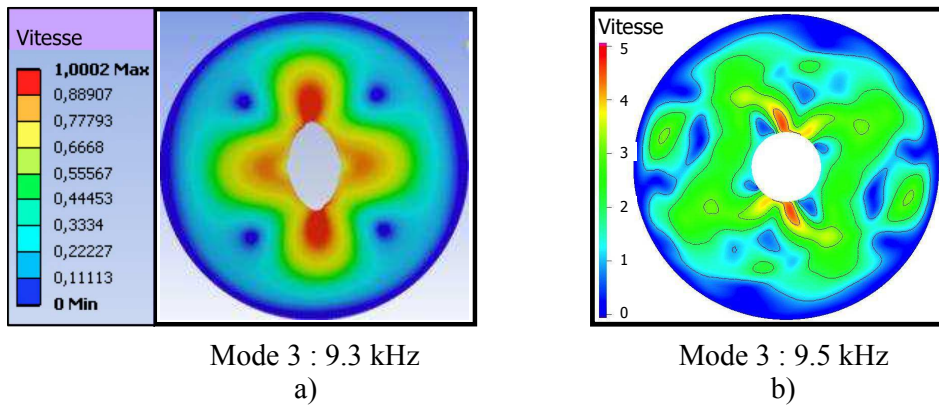 Vitesse
1,0002 Max
0,88907
0,77793
0,6668
0,55567
0,44453
0,3334
0,22227
0,11113
0 Min
Mode 3 : 9.3 kHz
a)
Vitesse
5
4
3
2
1
0
Mode 3 : 9.5 kHz
b)